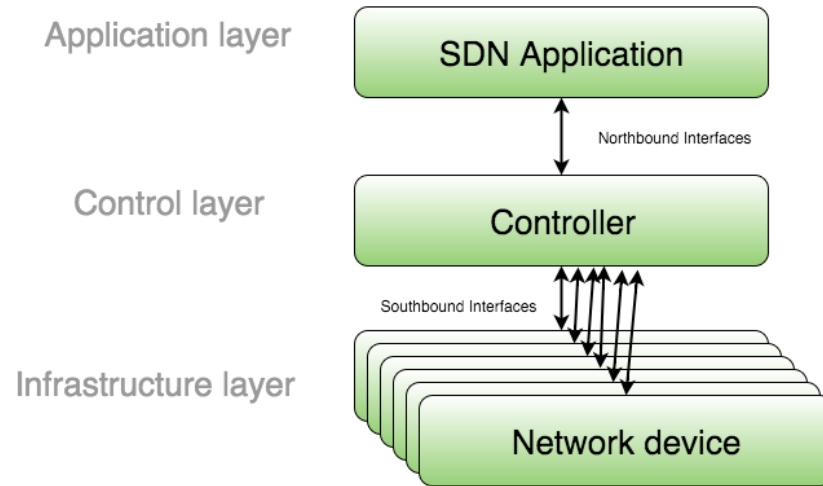 Application layer
SDN Application
Northbound Interfaces
Control layer
Controller
Southbound Interfaces
Infrastructure layer
Network device